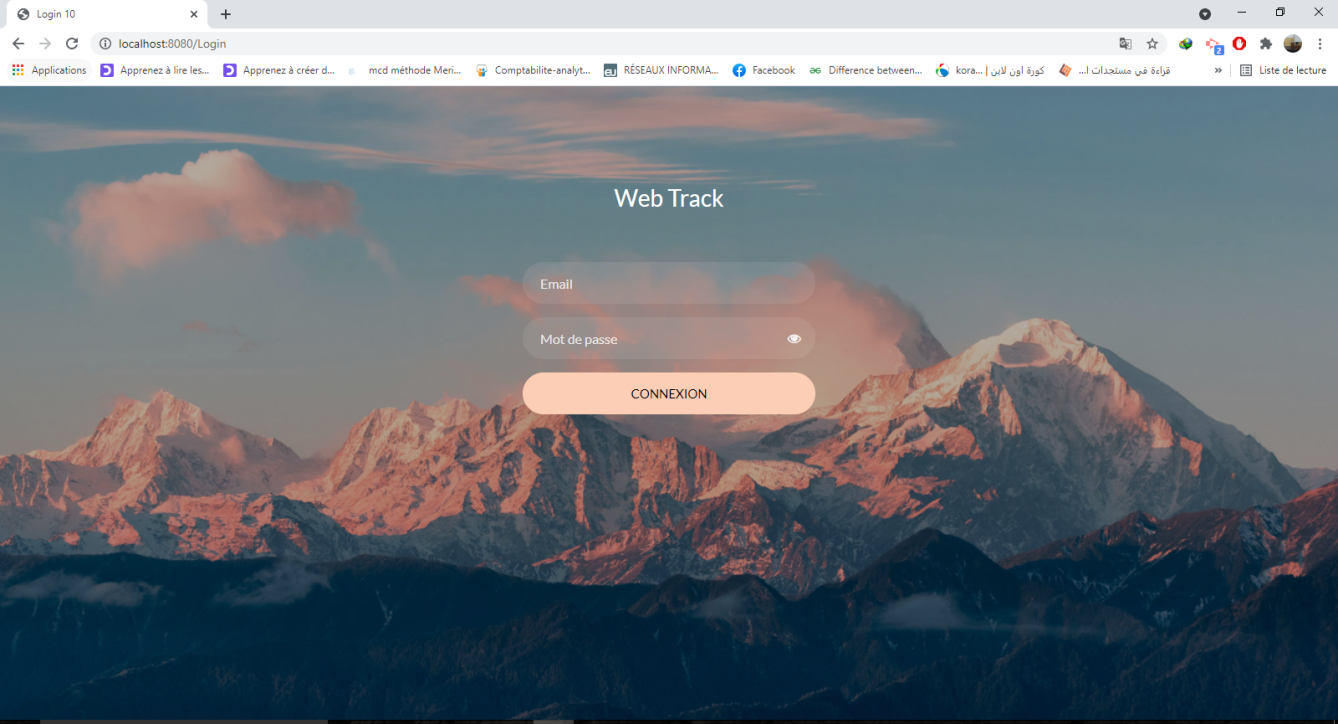 Login 10
localhost:8080/Login
2
Applications
Apprenez à lire les...
Apprenez à créer d...
mcd méthode Meri...
Comptabilite-analyt...
eu
RÉSEAUX INFORMA...
Facebook
Difference between...
كورة اون لاين | kora...
قراءة في مستجدات ا...
»
Liste de lecture
Web Track
Email
Mot de passe
CONNEXION